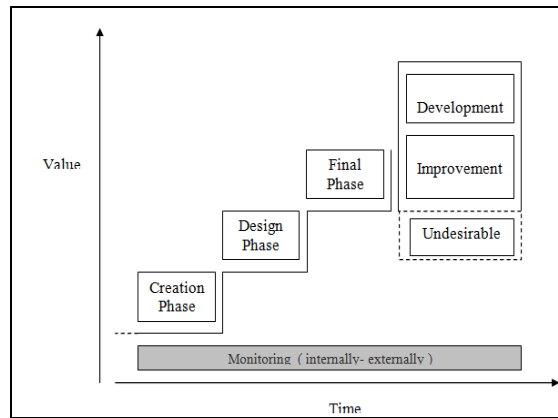 Development
Value
Final
Phase
Improvement
Design
Phase
Undesirable
Creation
Phase
Monitoring ( internally- externally )
Time